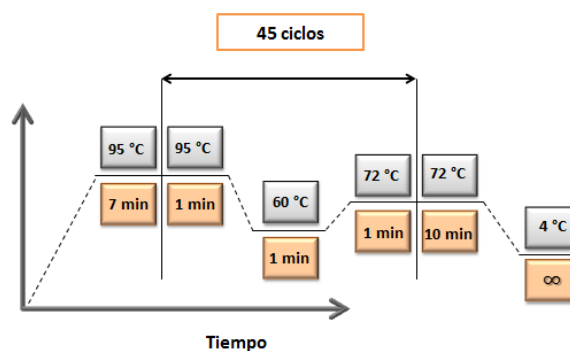 45 ciclos
95 °C
95 °C
7 min
1 min
60 °C
1 min
72 °C
72 °C
1 min
10 min
4 °C
∞
Tiempo